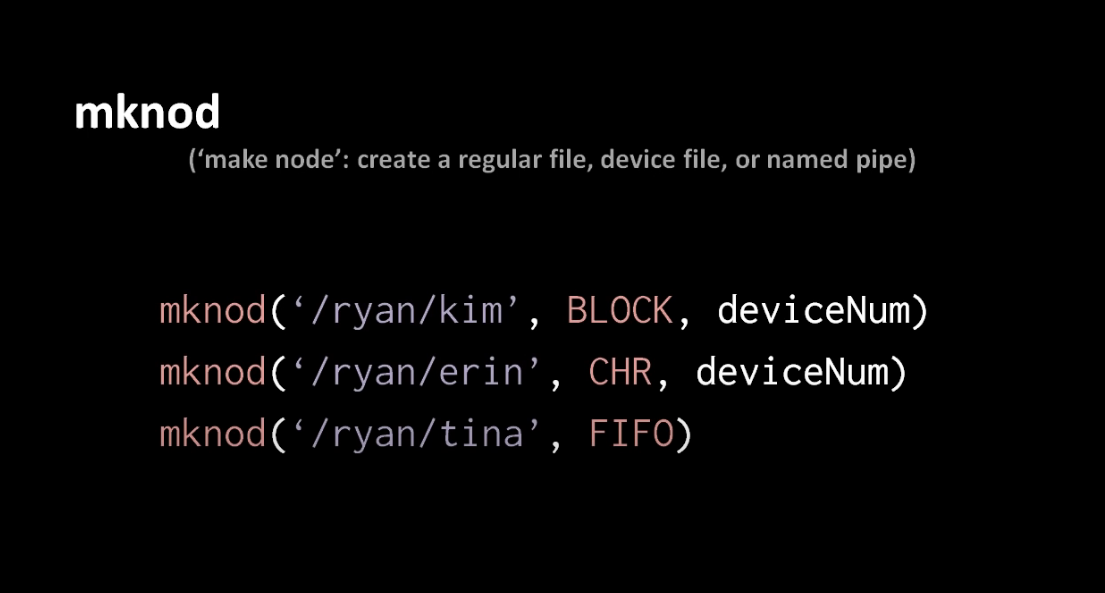 mknod
(‘make node’: create a regular file, device file, or named pipe)
mknod(‘/ryan/kim’, BLOCK, deviceNum)
mknod(‘/ryan/erin’, CHR, deviceNum)
mknod(‘/ryan/tina’, FIFO)